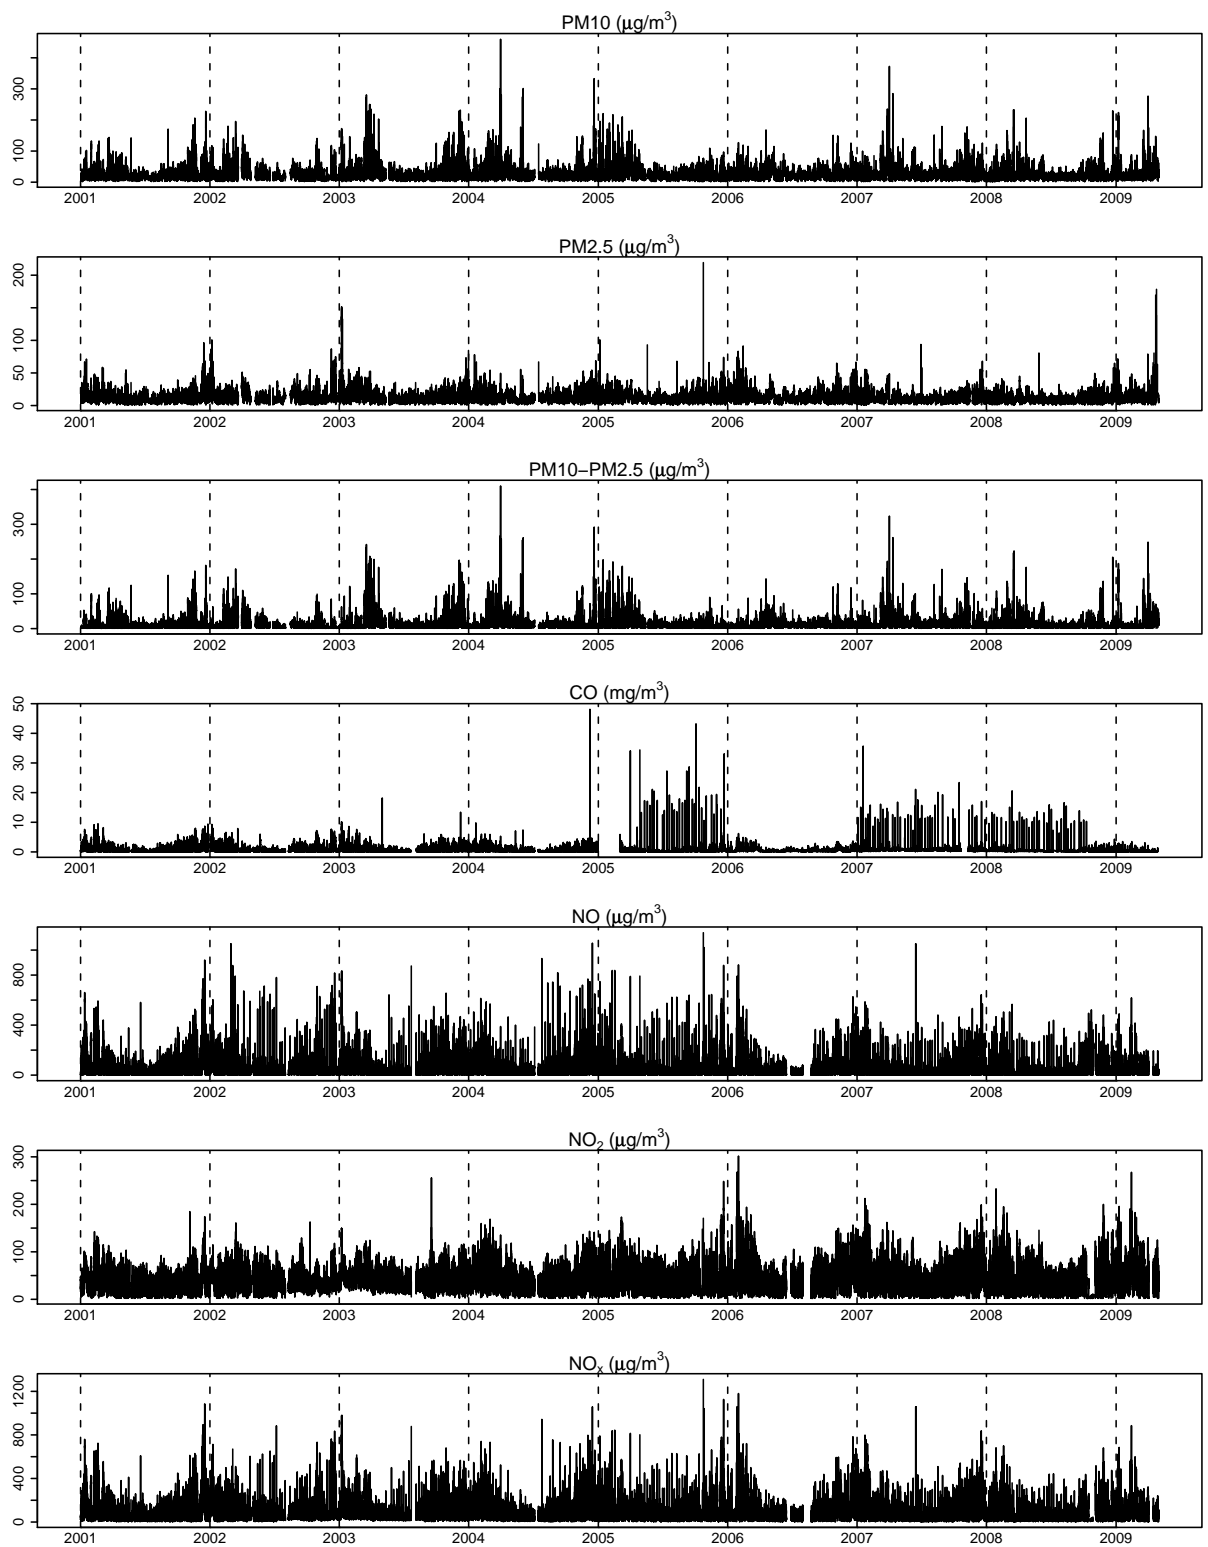 PM10 (μg/m³)
0 100 300
2001 2002 2003 2004 2005 2006 2007 2008 2009
PM2.5 (μg/m³)
0 50 100 200
2001 2002 2003 2004 2005 2006 2007 2008 2009
PM10−PM2.5 (μg/m³)
0 100 300
2001 2002 2003 2004 2005 2006 2007 2008 2009
CO (mg/m³)
0 10 20 30 40 50
2001 2002 2003 2004 2005 2006 2007 2008 2009
NO (μg/m³)
0 400 800
2001 2002 2003 2004 2005 2006 2007 2008 2009
NO₂ (μg/m³)
0 100 200 300
2001 2002 2003 2004 2005 2006 2007 2008 2009
NOₓ (μg/m³)
0 400 800 1200
2001 2002 2003 2004 2005 2006 2007 2008 2009